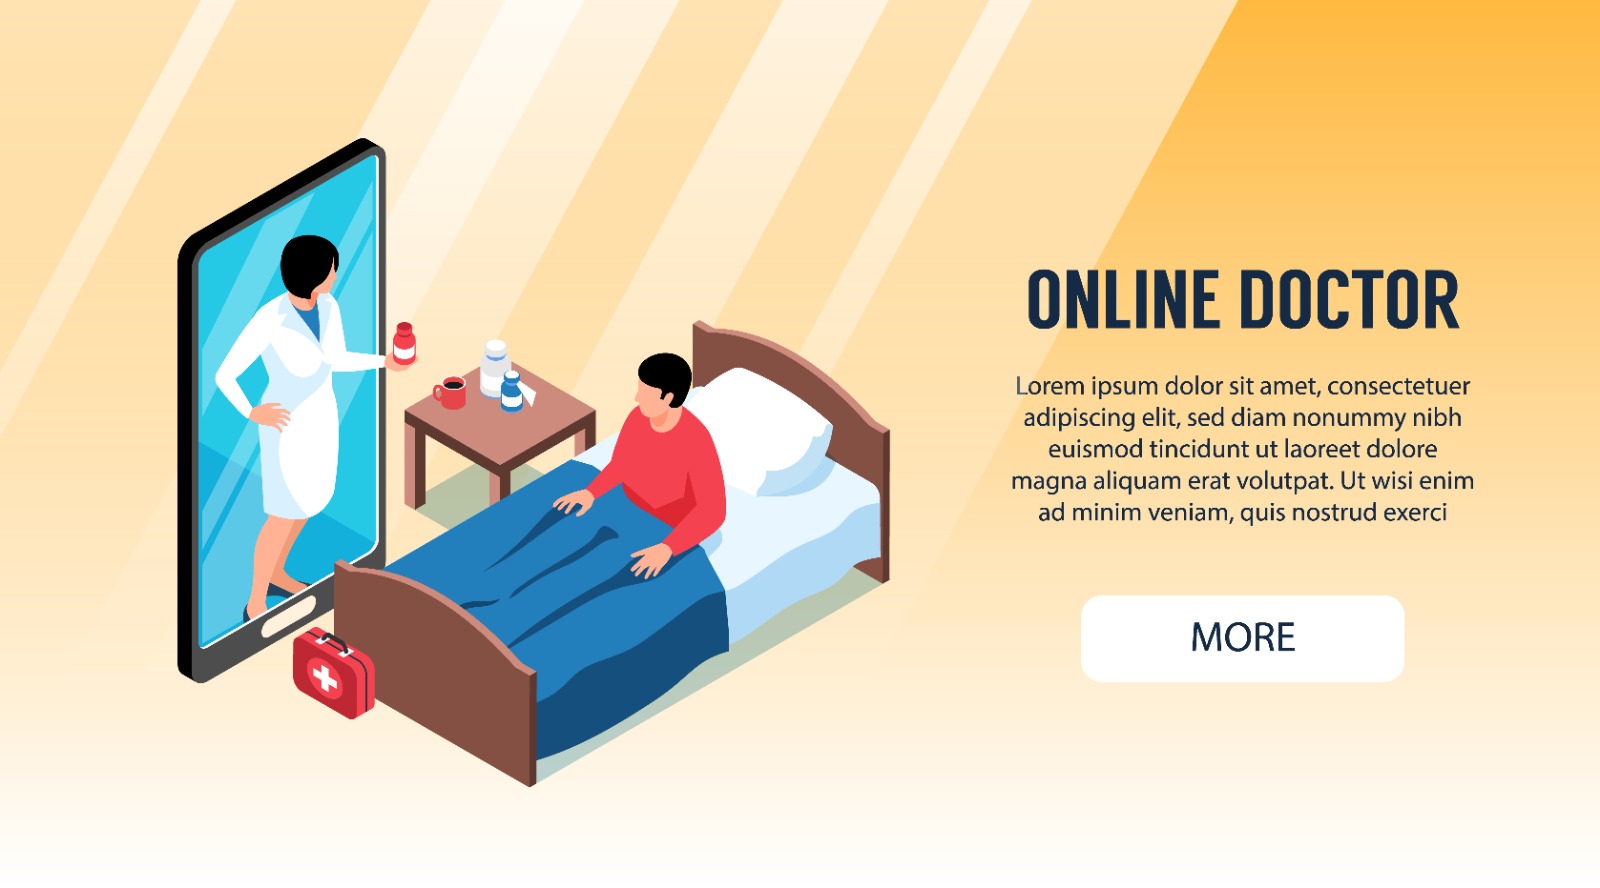 ONLINE DOCTOR
Lorem ipsum dolor sit amet, consectetuer
adipiscing elit, sed diam nonummy nibh
euismod tincidunt ut laoreet dolore
magna aliquam erat volutpat. Ut wisi enim
ad minim veniam, quis nostrud exerci
MORE